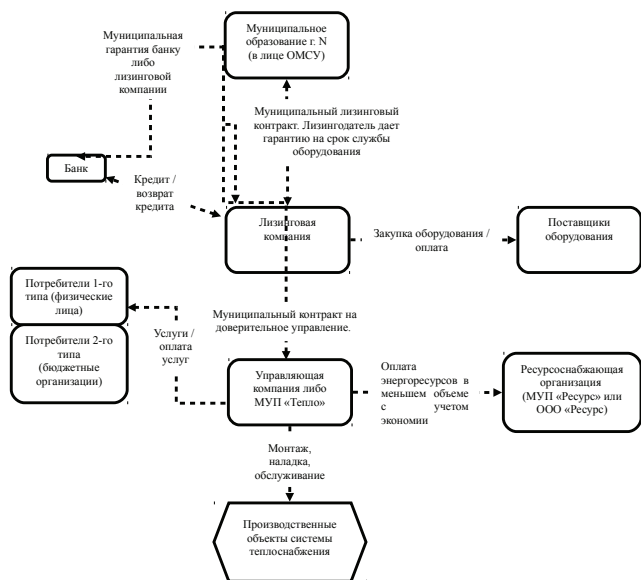 Муниципальная
гарантия банку
либо
лизинговой
компании
Муниципальное
образование г. N
(в лице ОМСУ)
Муниципальный лизинговый
контракт. Лизингодатель дает
гарантию на срок службы
оборудования
Банк
Кредит /
возврат
кредита
Лизинговая
компания
Закупка оборудования /
оплата
Поставщики
оборудования
Потребители 1-го
типа (физические
лица)
Потребители 2-го
типа
(бюджетные
организации)
Услуги /
оплата
услуг
Муниципальный контракт на
доверительное управление.
Управляющая
компания либо
МУП «Тепло»
Оплата
энергоресурсов в
меньшем объеме
с учетом
экономии
Ресурсоснабжающая
организация
(МУП «Ресурс» или
ООО «Ресурс)
Монтаж,
наладка,
обслуживание
Производственные
объекты системы
теплоснабжения